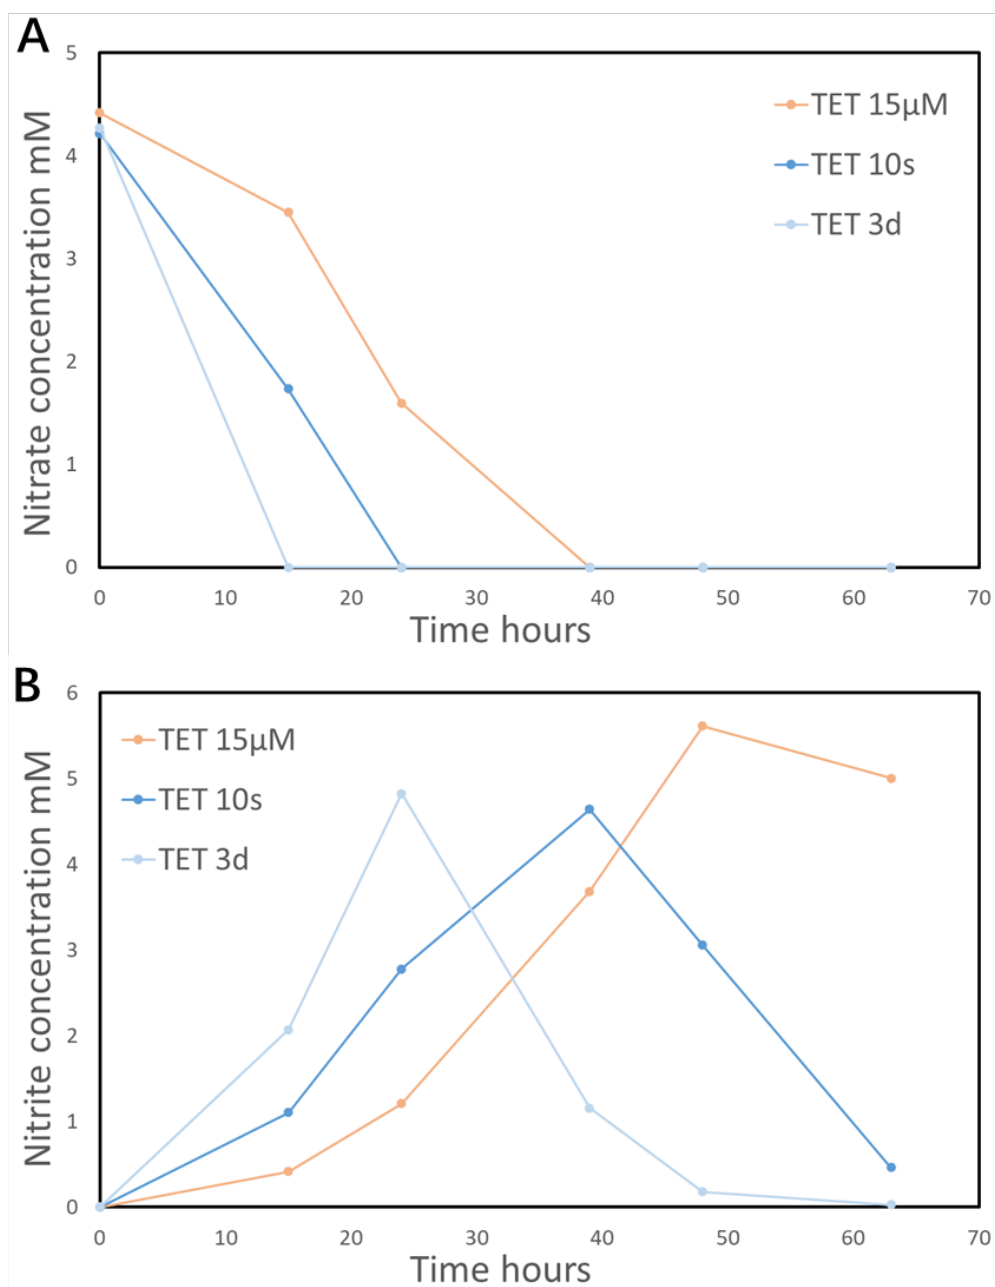 A
5
4
3
2
1
0
Nitrate concentration mM
TET 15µM
TET 10s
TET 3d
0 10 20 30 40 50 60 70
Time hours
B
6
5
4
3
2
1
0
Nitrite concentration mM
TET 15µM
TET 10s
TET 3d
0 10 20 30 40 50 60 70
Time hours